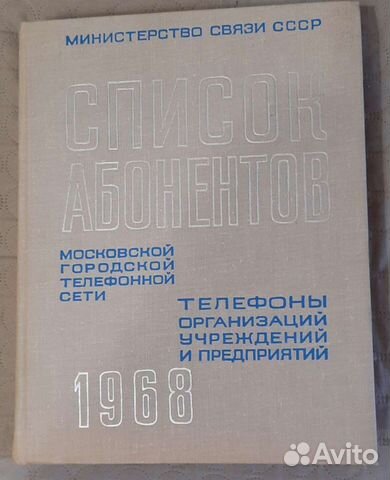 МИНИСТЕРСТВО СВЯЗИ СССР
СПИСОК
АБОНЕНТОВ
МОСКОВСКОЙ
ГОРОДСКОЙ
ТЕЛЕФОННОЙ
СЕТИ
ТЕЛЕФОНЫ
ОРГАНИЗАЦИЙ
УЧРЕЖДЕНИЙ
И ПРЕДПРИЯТИЙ
1968
Avito